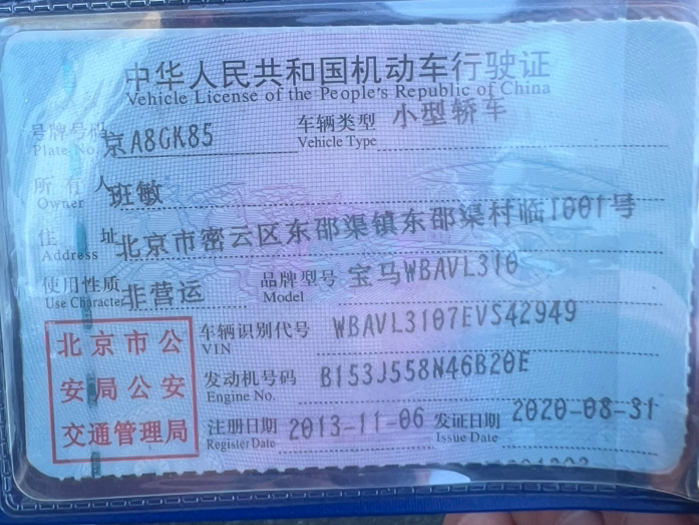 中华人民共和国机动车行驶证
Vehicle License of the People's Republic of China
号牌号码 京A8GK85 车辆类型 小型轿车
Plate No. Vehicle Type
所有人 班敏
Owner
住址 北京市密云区东邵渠镇东邵渠村临1001号
Address
使用性质 非营运 品牌型号 宝马WBAVL310
Use Character Model
北京市公安局公安交通管理局
车辆识别代号 WBAVL3107EVS42949
VIN
发动机号码 B153J558N46B20E
Engine No.
注册日期 2013-11-06 发证日期 2020-08-31
Register Date Issue Date